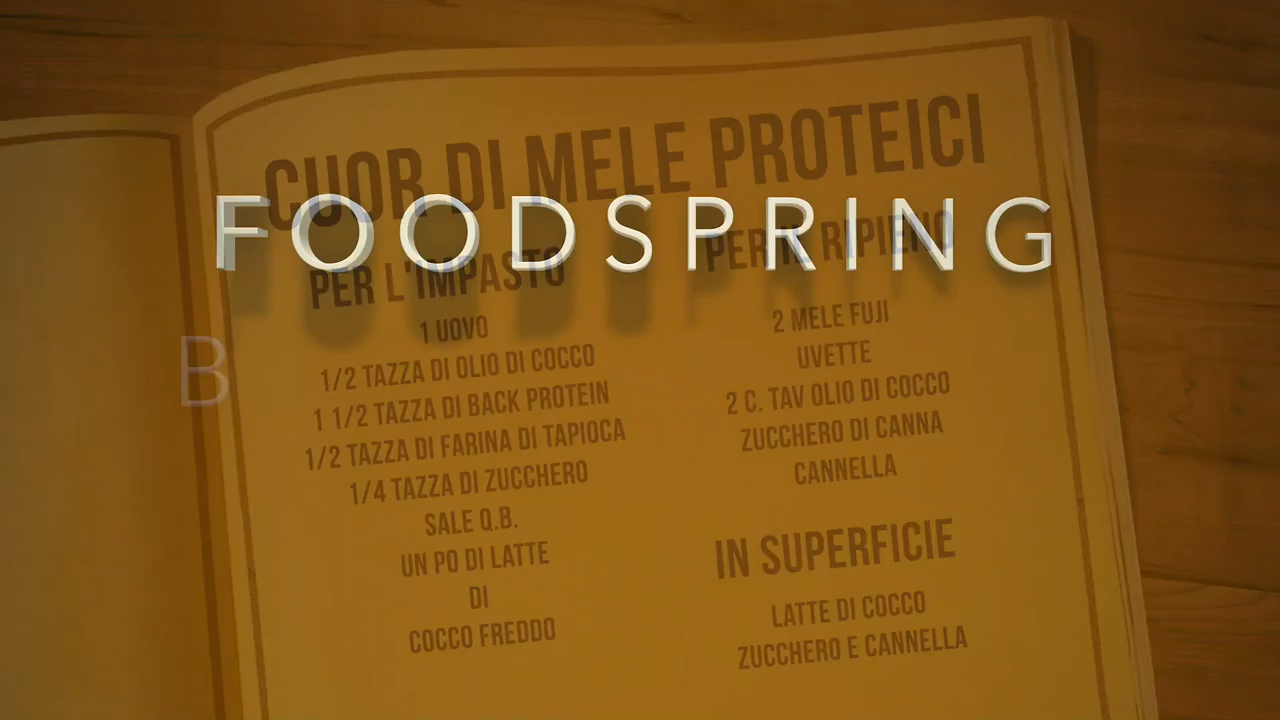 CUOR DI MELE PROTEICI
FOODSPRING
PER L'IMPASTO
1 UOVO
1/2 TAZZA DI OLIO DI COCCO
1 1/2 TAZZA DI BACK PROTEIN
1/2 TAZZA DI FARINA DI TAPIOCA
1/4 TAZZA DI ZUCCHERO
SALE Q.B.
UN PO DI LATTE
DI
COCCO FREDDO
PER IL RIPIENO
2 MELE FUJI
UVETTE
2 C. TAV OLIO DI COCCO
ZUCCHERO DI CANNA
CANNELLA
IN SUPERFICIE
LATTE DI COCCO
ZUCCHERO E CANNELLA
B